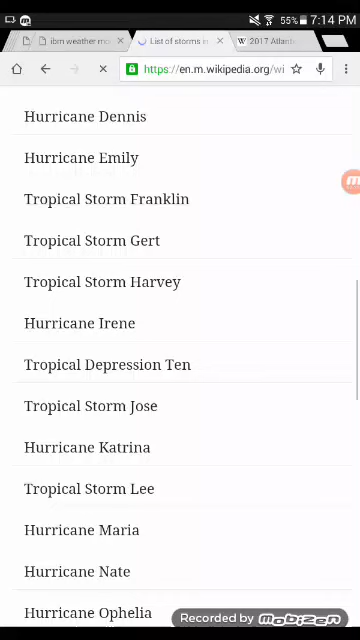 55% 7:14 PM
ibm weather mo
List of storms in
W 2017 Atlant
https://en.m.wikipedia.org/wi
Hurricane Dennis
Hurricane Emily
Tropical Storm Franklin
Tropical Storm Gert
Tropical Storm Harvey
Hurricane Irene
Tropical Depression Ten
Tropical Storm Jose
Hurricane Katrina
Tropical Storm Lee
Hurricane Maria
Hurricane Nate
Hurricane Ophelia
Recorded by mobizen